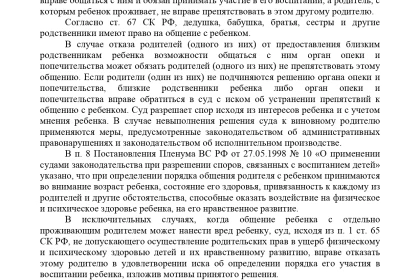 вправе общаться с ним и обязан принимать участие в его воспитании, а родитель, с
которым ребенок проживает, не вправе препятствовать в этом другому родителю.
Согласно ст. 67 СК РФ, дедушка, бабушка, братья, сестры и другие
родственники имеют право на общение с ребенком.
В случае отказа родителей (одного из них) от предоставления близким
родственникам ребенка возможности общаться с ним орган опеки и
попечительства может обязать родителей (одного из них) не препятствовать этому
общению. Если родители (один из них) не подчиняются решению органа опеки и
попечительства, близкие родственники ребенка либо орган опеки и
попечительства вправе обратиться в суд с иском об устранении препятствий к
общению с ребенком. Суд разрешает спор исходя из интересов ребенка и с учетом
мнения ребенка. В случае невыполнения решения суда к виновному родителю
применяются меры, предусмотренные законодательством об административных
правонарушениях и законодательством об исполнительном производстве.
В п. 8 Постановления Пленума ВС РФ от 27.05.1998 № 10 «О применении
судами законодательства при разрешении споров, связанных с воспитанием детей»
указано, что при определении порядка общения родителя с ребенком принимаются
во внимание возраст ребенка, состояние его здоровья, привязанность к каждому из
родителей и другие обстоятельства, способные оказать воздействие на физическое
и психическое здоровье ребенка, на его нравственное развитие.
В исключительных случаях, когда общение ребенка с отдельно
проживающим родителем может нанести вред ребенку, суд, исходя из п. 1 ст. 65
СК РФ, не допускающего осуществление родительских прав в ущерб физическому
и психическому здоровью детей и их нравственному развитию, вправе отказать
этому родителю в удовлетворении иска об определении порядка его участия в
воспитании ребенка, изложив мотивы принятого решения.